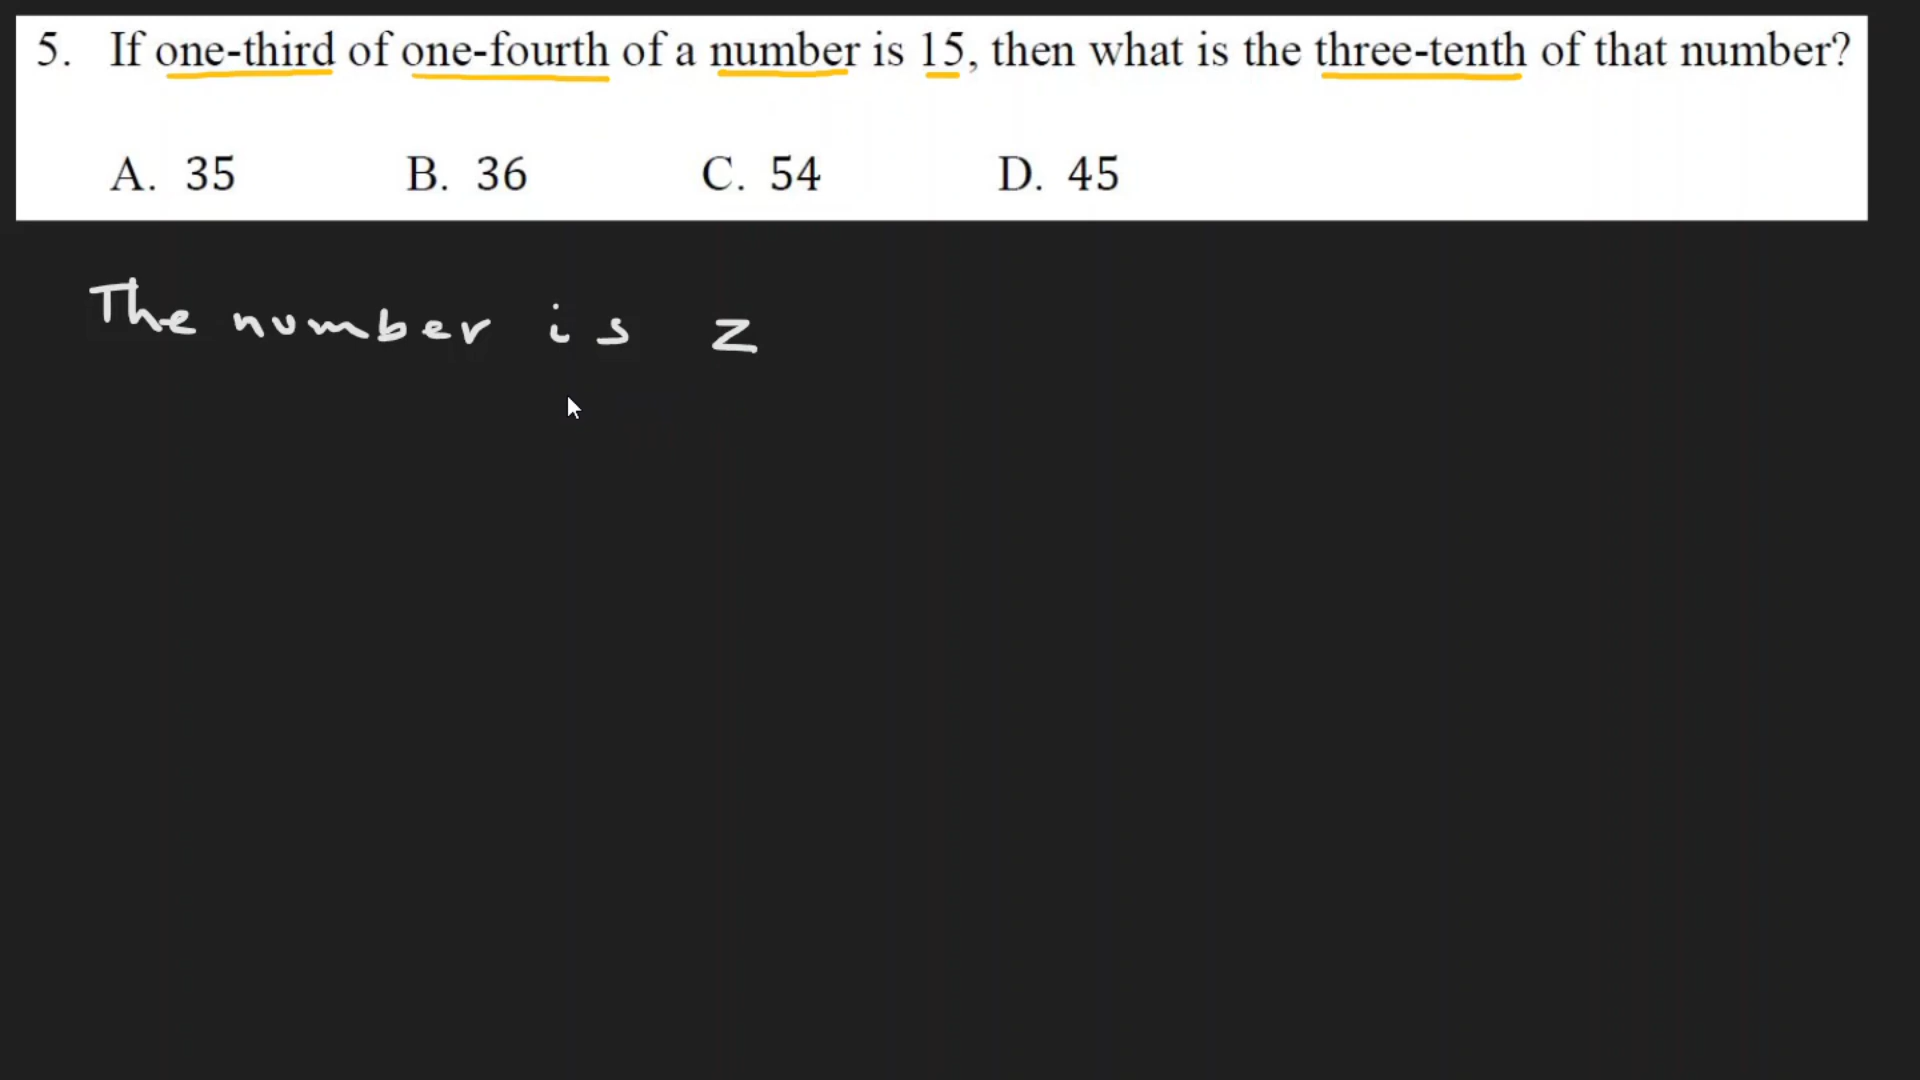 5. If one-third of one-fourth of a number is 15, then what is the three-tenth of that number?
A. 35 B. 36 C. 54 D. 45
The number is z